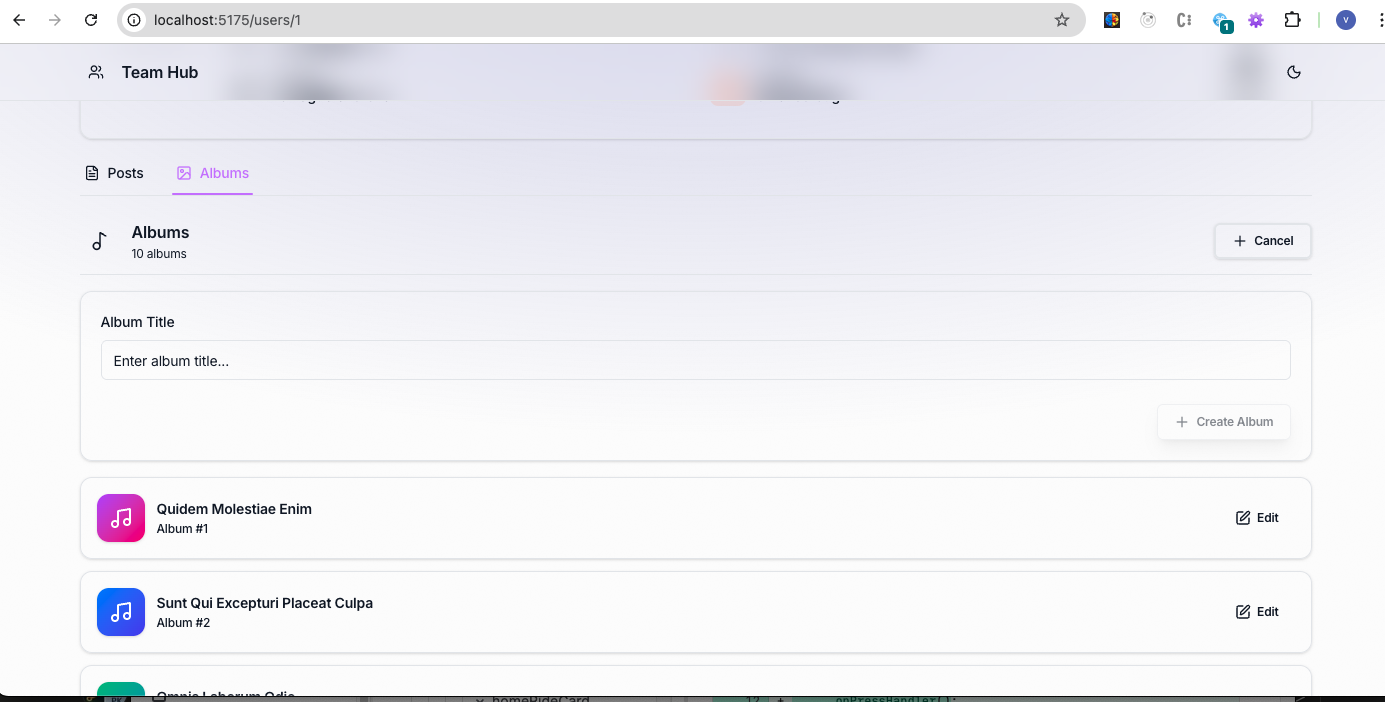 localhost:5175/users/1
1
V
Team Hub
Posts
Albums
Albums
10 albums
Cancel
Album Title
Enter album title...
Create Album
Quidem Molestiae Enim
Album #1
Edit
Sunt Qui Excepturi Placeat Culpa
Album #2
Edit